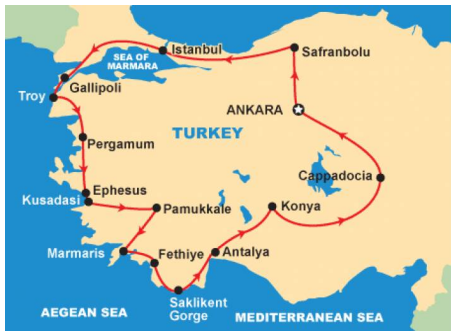 Istanbul
Safranbolu
SEA OF
MARMARA
Gallipoli
Troy
ANKARA
TURKEY
Pergamum
Cappadocia
Ephesus
Kusadasi
Pamukkale
Konya
Marmaris
Fethiye
Antalya
Saklikent
Gorge
AEGEAN SEA
MEDITERRANEAN SEA